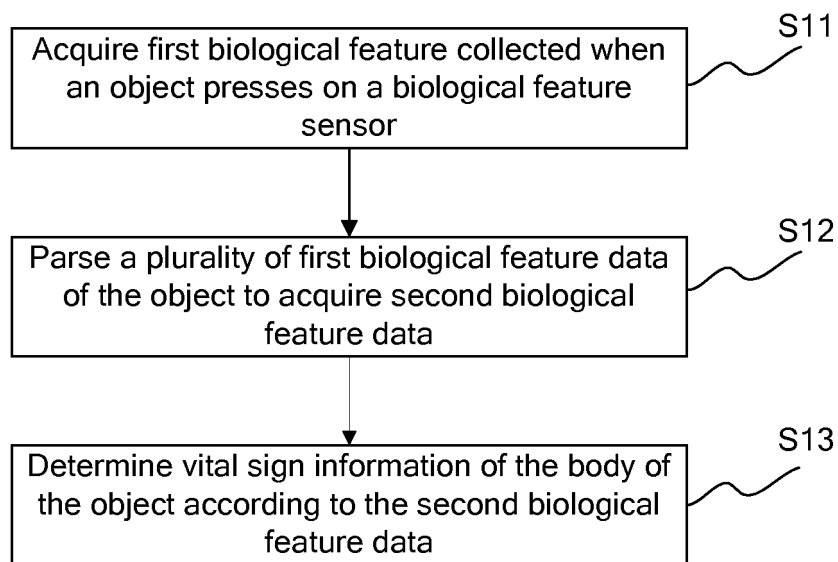 S11
Acquire first biological feature collected when
an object presses on a biological feature
sensor
S12
Parse a plurality of first biological feature data
of the object to acquire second biological
feature data
S13
Determine vital sign information of the body of
the object according to the second biological
feature data